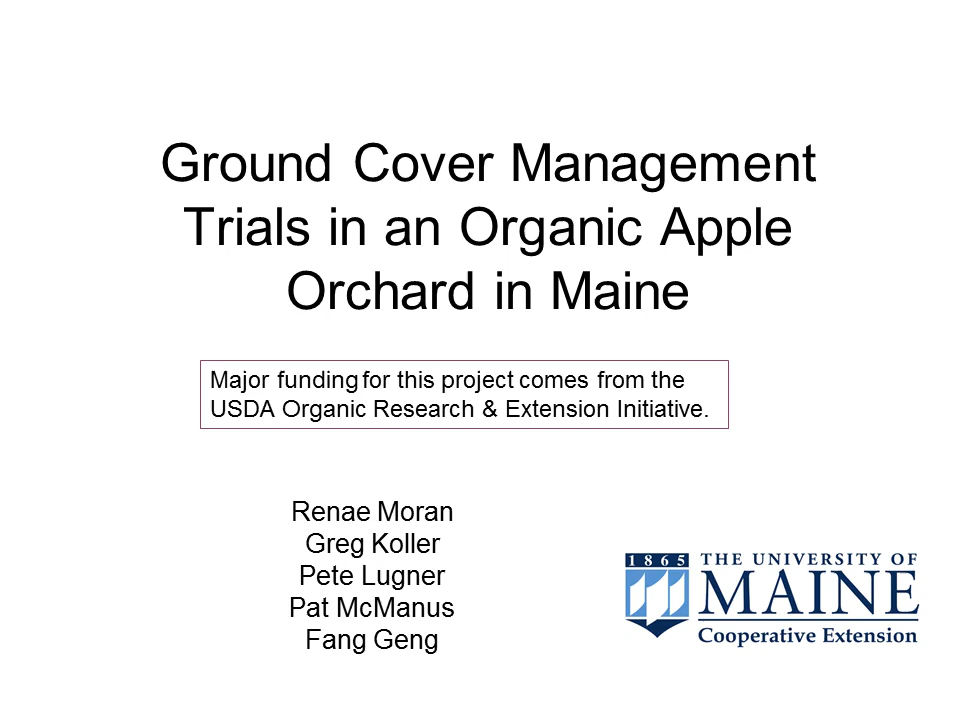 Ground Cover Management
Trials in an Organic Apple
Orchard in Maine
Major funding for this project comes from the
USDA Organic Research & Extension Initiative.
Renae Moran
Greg Koller
Pete Lugner
Pat McManus
Fang Geng
1865 THE UNIVERSITY OF
MAINE
Cooperative Extension